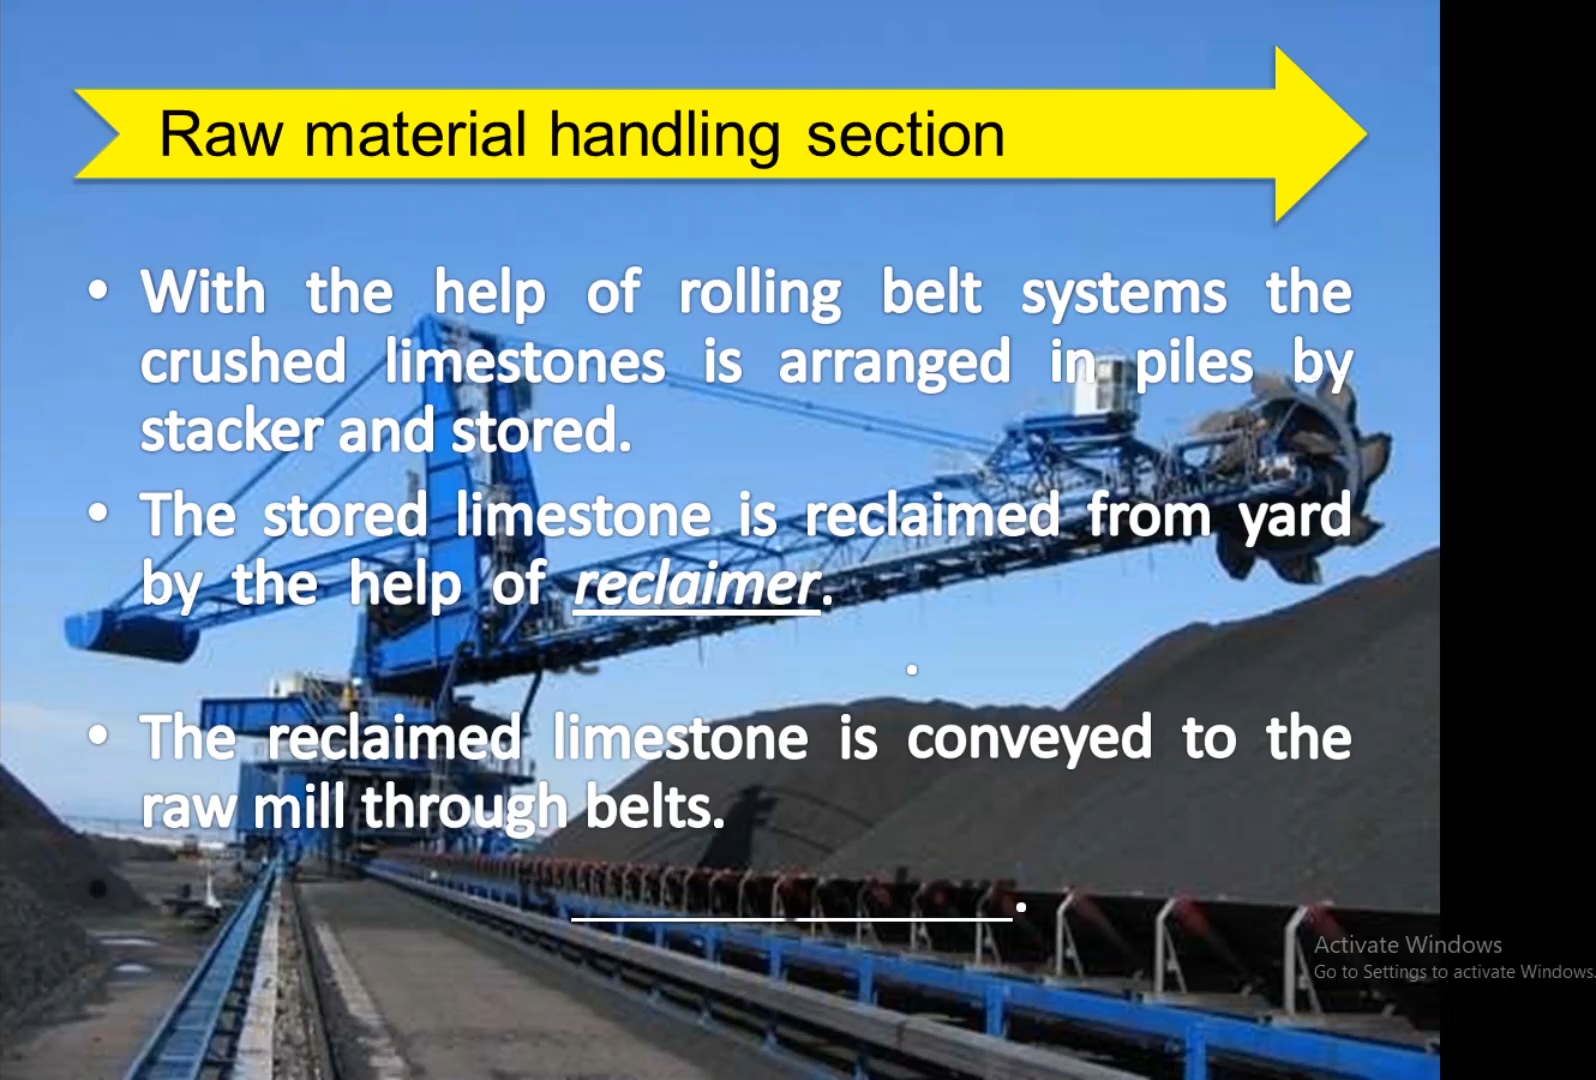 Raw material handling section
• With the help of rolling belt systems the
crushed limestones is arranged in piles by
stacker and stored.
• The stored limestone is reclaimed from yard
by the help of reclaimer.
.
• The reclaimed limestone is conveyed to the
raw mill through belts.
.
Activate Windows
Go to Settings to activate Windows.